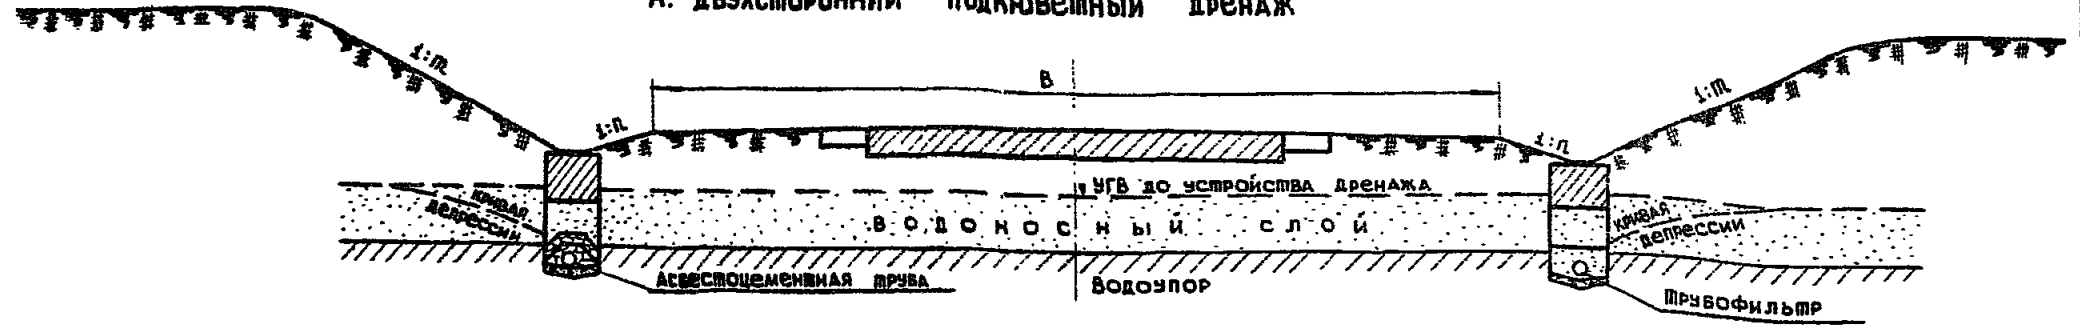 А. Двухсторонний подкюветный дренаж
1:m
B
1:m
1:n
1:n
УГВ до устройства дренажа
кривая
депрессии
Водоносный слой
кривая
депрессии
Асбестоцементная труба
Водоупор
Трубофильтр